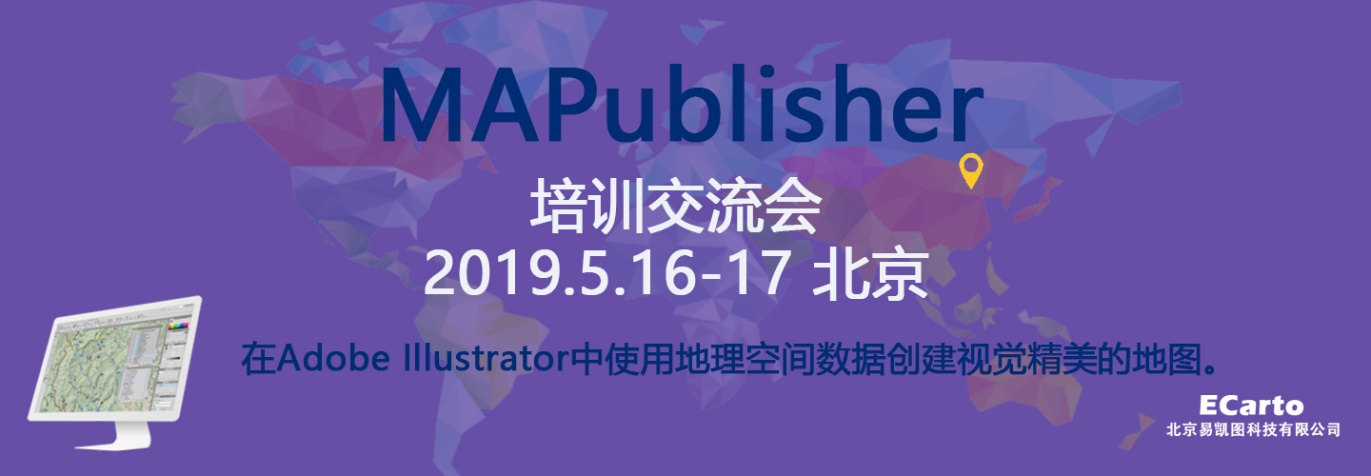 MAPublisher
培训交流会
2019.5.16-17 北京
在Adobe Illustrator中使用地理空间数据创建视觉精美的地图。
ECarto
北京易凯图科技有限公司